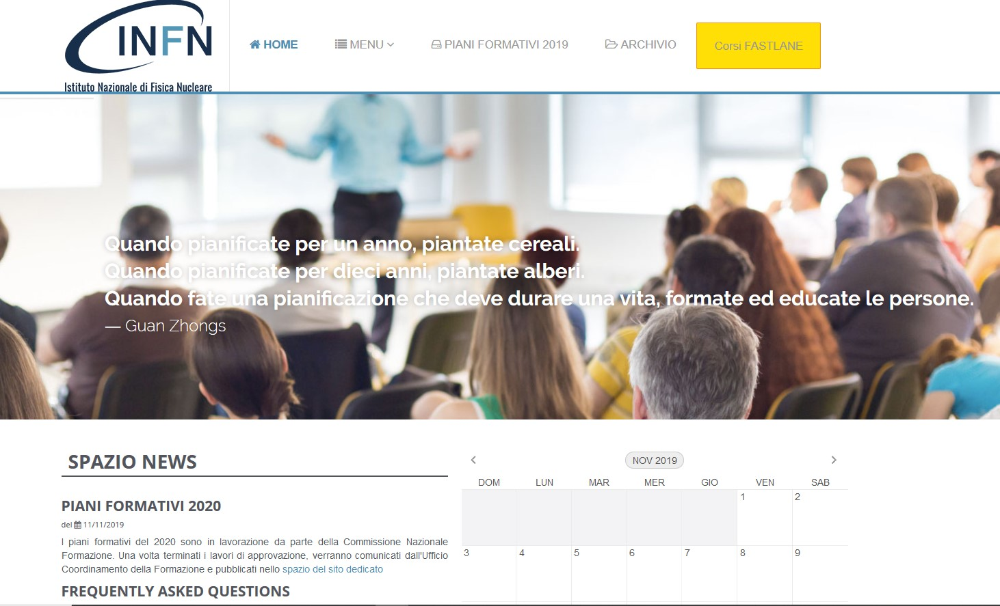 INFN
Istituto Nazionale di Fisica Nucleare
HOME
MENU
PIANI FORMATIVI 2019
ARCHIVIO
Corsi FASTLANE
Quando pianificate per un anno, piantate cereali.
Quando pianificate per dieci anni, piantate alberi.
Quando fate una pianificazione che deve durare una vita, formate ed educate le persone.
— Guan Zhongs
SPAZIO NEWS
PIANI FORMATIVI 2020
del 11/11/2019
I piani formativi del 2020 sono in lavorazione da parte della Commissione Nazionale
Formazione. Una volta terminati i lavori di approvazione, verranno comunicati dall'Ufficio
Coordinamento della Formazione e pubblicati nello spazio del sito dedicato
FREQUENTLY ASKED QUESTIONS
NOV 2019
DOM LUN MAR MER GIO VEN SAB
1 2
3 4 5 6 7 8 9